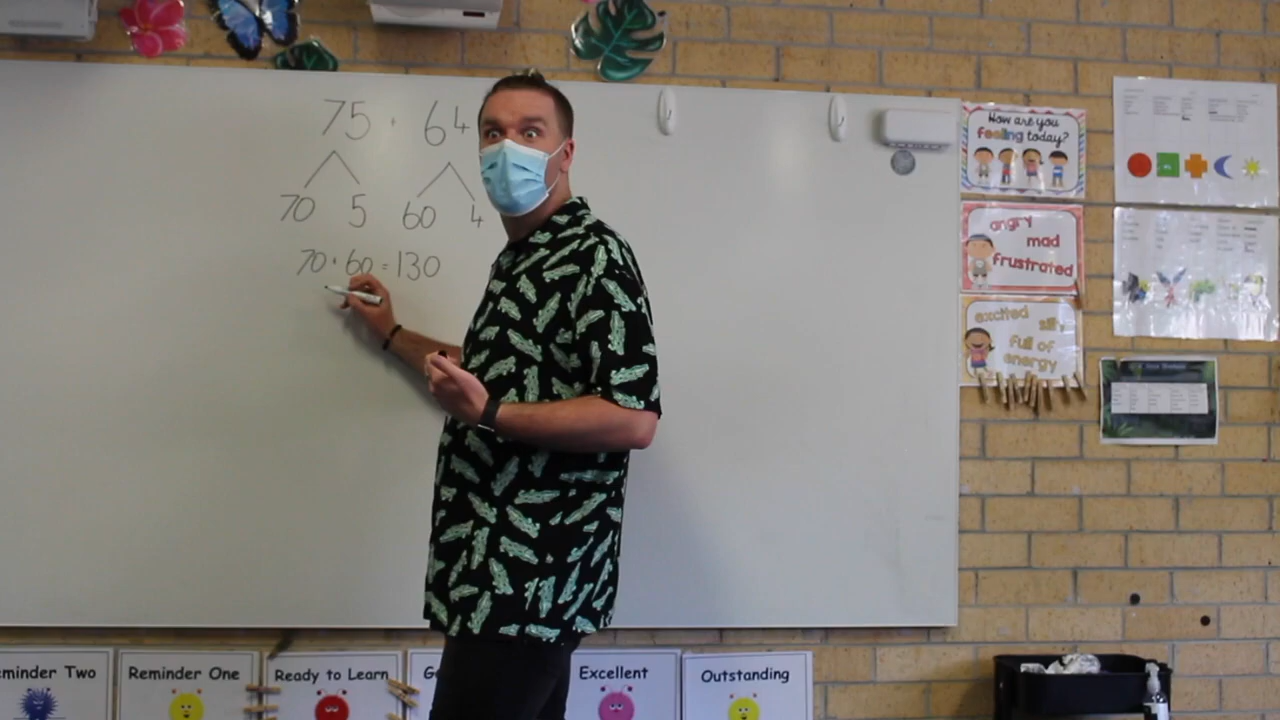 75 + 64
70 5 60 4
70 + 60 = 130
How are you
feeling today?
angry
mad
frustrated
excited silly
full of
energy
Reminder Two
Reminder One
Ready to Learn
Excellent
Outstanding